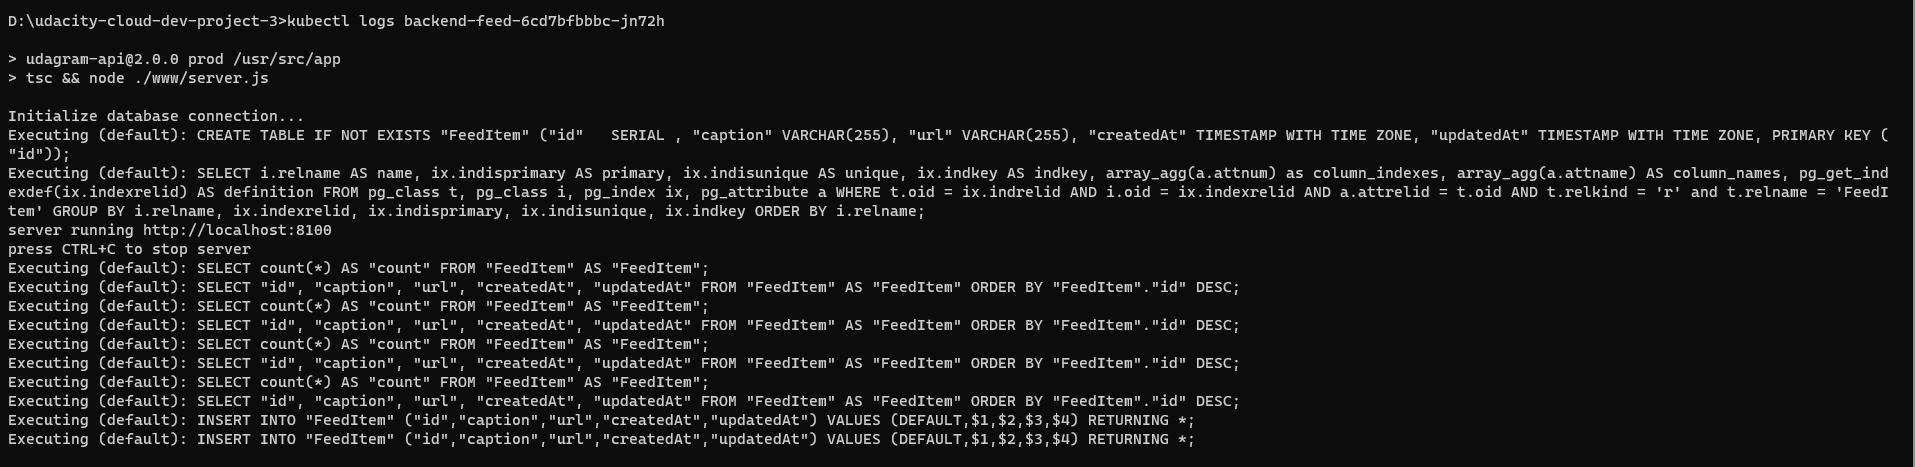 D:\udacity-cloud-dev-project-3>kubectl logs backend-feed-6cd7bfbbbc-jn72h
> udagram-api@2.0.0 prod /usr/src/app
> tsc && node ./www/server.js
Initialize database connection...
Executing (default): CREATE TABLE IF NOT EXISTS "FeedItem" ("id"   SERIAL , "caption" VARCHAR(255), "url" VARCHAR(255), "createdAt" TIMESTAMP WITH TIME ZONE, "updatedAt" TIMESTAMP WITH TIME ZONE, PRIMARY KEY (
"id"));
Executing (default): SELECT i.relname AS name, ix.indisprimary AS primary, ix.indisunique AS unique, ix.indkey AS indkey, array_agg(a.attnum) as column_indexes, array_agg(a.attname) AS column_names, pg_get_ind
exdef(ix.indexrelid) AS definition FROM pg_class t, pg_class i, pg_index ix, pg_attribute a WHERE t.oid = ix.indrelid AND i.oid = ix.indexrelid AND a.attrelid = t.oid AND t.relkind = 'r' and t.relname = 'FeedI
tem' GROUP BY i.relname, ix.indexrelid, ix.indisprimary, ix.indisunique, ix.indkey ORDER BY i.relname;
server running http://localhost:8100
press CTRL+C to stop server
Executing (default): SELECT count(*) AS "count" FROM "FeedItem" AS "FeedItem";
Executing (default): SELECT "id", "caption", "url", "createdAt", "updatedAt" FROM "FeedItem" AS "FeedItem" ORDER BY "FeedItem"."id" DESC;
Executing (default): SELECT count(*) AS "count" FROM "FeedItem" AS "FeedItem";
Executing (default): SELECT "id", "caption", "url", "createdAt", "updatedAt" FROM "FeedItem" AS "FeedItem" ORDER BY "FeedItem"."id" DESC;
Executing (default): SELECT count(*) AS "count" FROM "FeedItem" AS "FeedItem";
Executing (default): SELECT "id", "caption", "url", "createdAt", "updatedAt" FROM "FeedItem" AS "FeedItem" ORDER BY "FeedItem"."id" DESC;
Executing (default): SELECT count(*) AS "count" FROM "FeedItem" AS "FeedItem";
Executing (default): SELECT "id", "caption", "url", "createdAt", "updatedAt" FROM "FeedItem" AS "FeedItem" ORDER BY "FeedItem"."id" DESC;
Executing (default): INSERT INTO "FeedItem" ("id","caption","url","createdAt","updatedAt") VALUES (DEFAULT,$1,$2,$3,$4) RETURNING *;
Executing (default): INSERT INTO "FeedItem" ("id","caption","url","createdAt","updatedAt") VALUES (DEFAULT,$1,$2,$3,$4) RETURNING *;